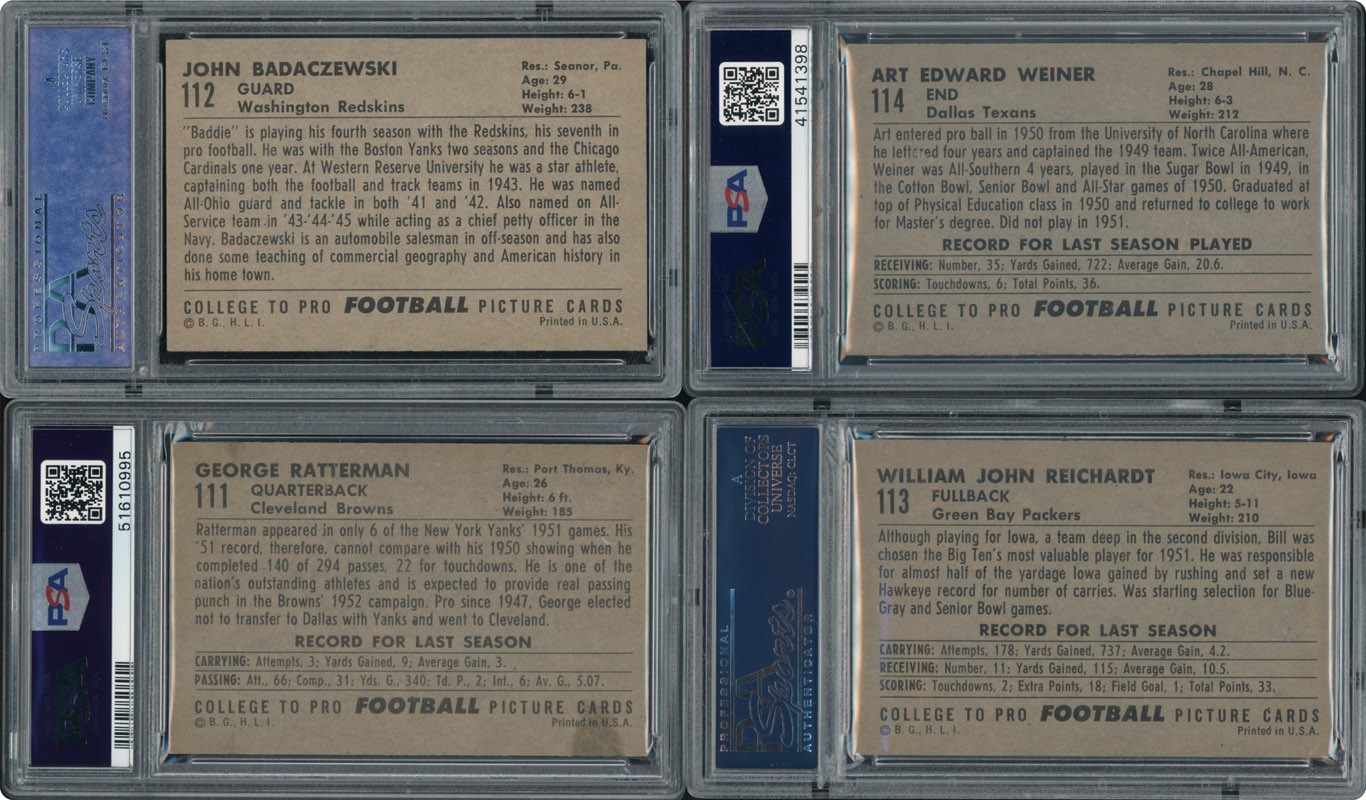 JOHN BADACZEWSKI
112 GUARD
Washington Redskins
Res.: Seanor, Pa.
Age: 29
Height: 6-1
Weight: 238
"Baddie" is playing his fourth season with the Redskins, his seventh in
pro football. He was with the Boston Yanks two seasons and the Chicago
Cardinals one year. At Western Reserve University he was a star athlete,
captaining both the football and track teams in 1943. He was named
All-Ohio guard and tackle in both '41 and '42. Also named on All-
Service team in '43-'44-'45 while acting as a chief petty officer in the
Navy. Badaczewski is an automobile salesman in off-season and has also
done some teaching of commercial geography and American history in
his home town.
COLLEGE TO PRO FOOTBALL PICTURE CARDS
© B. G., H. L. I.
Printed in U.S.A.
A
COLLECTORS
UNIVERSE
COMPANY
PROFESSIONAL
PSA
Sports
AUTHENTICATOR
41541398
PSA
PSA
ART EDWARD WEINER
114 END
Dallas Texans
Res.: Chapel Hill, N. C.
Age: 28
Height: 6-3
Weight: 212
Art entered pro ball in 1950 from the University of North Carolina where
he lettered four years and captained the 1949 team. Twice All-American,
Weiner was All-Southern 4 years, played in the Sugar Bowl in 1949, in
the Cotton Bowl, Senior Bowl and All-Star games of 1950. Graduated at
top of Physical Education class in 1950 and returned to college to work
for Master's degree. Did not play in 1951.
RECORD FOR LAST SEASON PLAYED
RECEIVING: Number, 35; Yards Gained, 722; Average Gain, 20.6.
SCORING: Touchdowns, 6; Total Points, 36.
COLLEGE TO PRO FOOTBALL PICTURE CARDS
© B. G., H. L. I.
Printed in U.S.A.
51610995
PSA
PSA
GEORGE RATTERMAN
111 QUARTERBACK
Cleveland Browns
Res.: Port Thomas, Ky.
Age: 26
Height: 6 ft.
Weight: 185
Ratterman appeared in only 6 of the New York Yanks' 1951 games. His
'51 record, therefore, cannot compare with his 1950 showing when he
completed 140 of 294 passes, 22 for touchdowns. He is one of the
nation's outstanding athletes and is expected to provide real passing
punch in the Browns' 1952 campaign. Pro since 1947, George elected
not to transfer to Dallas with Yanks and went to Cleveland.
RECORD FOR LAST SEASON
CARRYING: Attempts, 3; Yards Gained, 9; Average Gain, 3.
PASSING: Att., 66; Comp., 31; Yds. G., 340; Td. P., 2; Int., 6; Av. G., 5.07.
COLLEGE TO PRO FOOTBALL PICTURE CARDS
© B. G., H. L. I.
Printed in U.S.A.
A
DIVISION OF
COLLECTORS
UNIVERSE
NASDAQ: CLCT
PROFESSIONAL
PSA
Sports
AUTHENTICATOR
WILLIAM JOHN REICHARDT
113 FULLBACK
Green Bay Packers
Res.: Iowa City, Iowa
Age: 22
Height: 5-11
Weight: 210
Although playing for Iowa, a team deep in the second division, Bill was
chosen the Big Ten's most valuable player for 1951. He was responsible
for almost half of the yardage Iowa gained by rushing and set a new
Hawkeye record for number of carries. Was starting selection for Blue-
Gray and Senior Bowl games.
RECORD FOR LAST SEASON
CARRYING: Attempts, 178; Yards Gained, 737; Average Gain, 4.2.
RECEIVING: Number, 11; Yards Gained, 115; Average Gain, 10.5.
SCORING: Touchdowns, 2; Extra Points, 18; Field Goal, 1; Total Points, 33.
COLLEGE TO PRO FOOTBALL PICTURE CARDS
© B. G., H. L. I.
Printed in U.S.A.